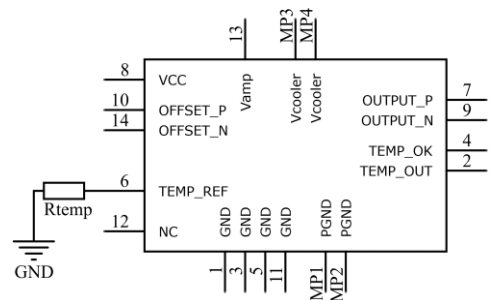 13
MP3
MP4
8
VCC
Vamp
Vcooler
Vcooler
7
OUTPUT_P
10
OFFSET_P
9
OUTPUT_N
14
OFFSET_N
4
TEMP_OK
2
TEMP_OUT
6
TEMP_REF
Rtemp
12
NC
GND
GND
GND
GND
PGND
PGND
GND
1
3
5
11
MP1
MP2